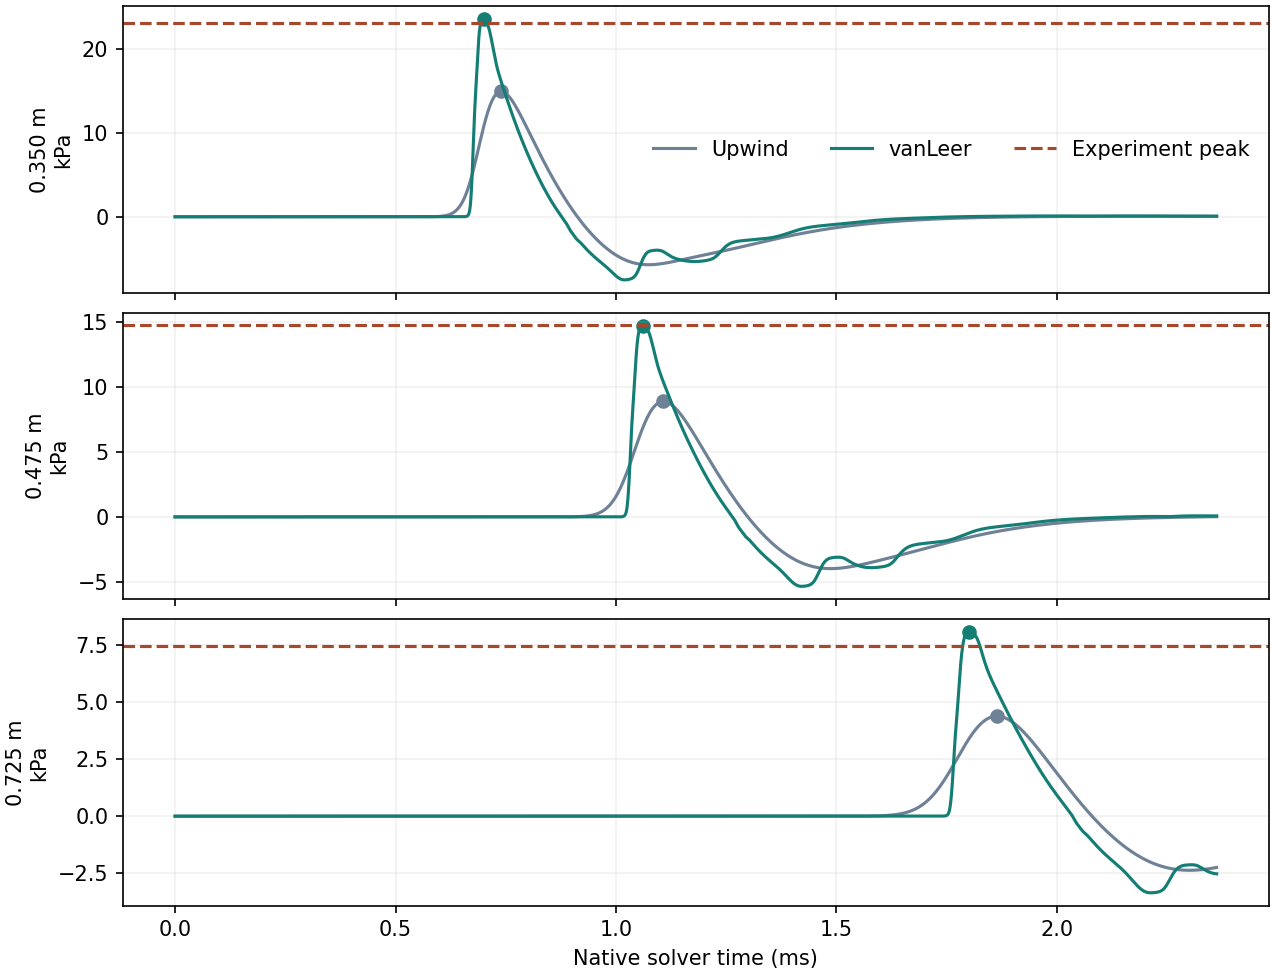 20
10
0
0.350 m
kPa
Upwind
vanLeer
Experiment peak
15
10
5
0
−5
0.475 m
kPa
7.5
5.0
2.5
0.0
−2.5
0.725 m
kPa
0.0 0.5 1.0 1.5 2.0
Native solver time (ms)